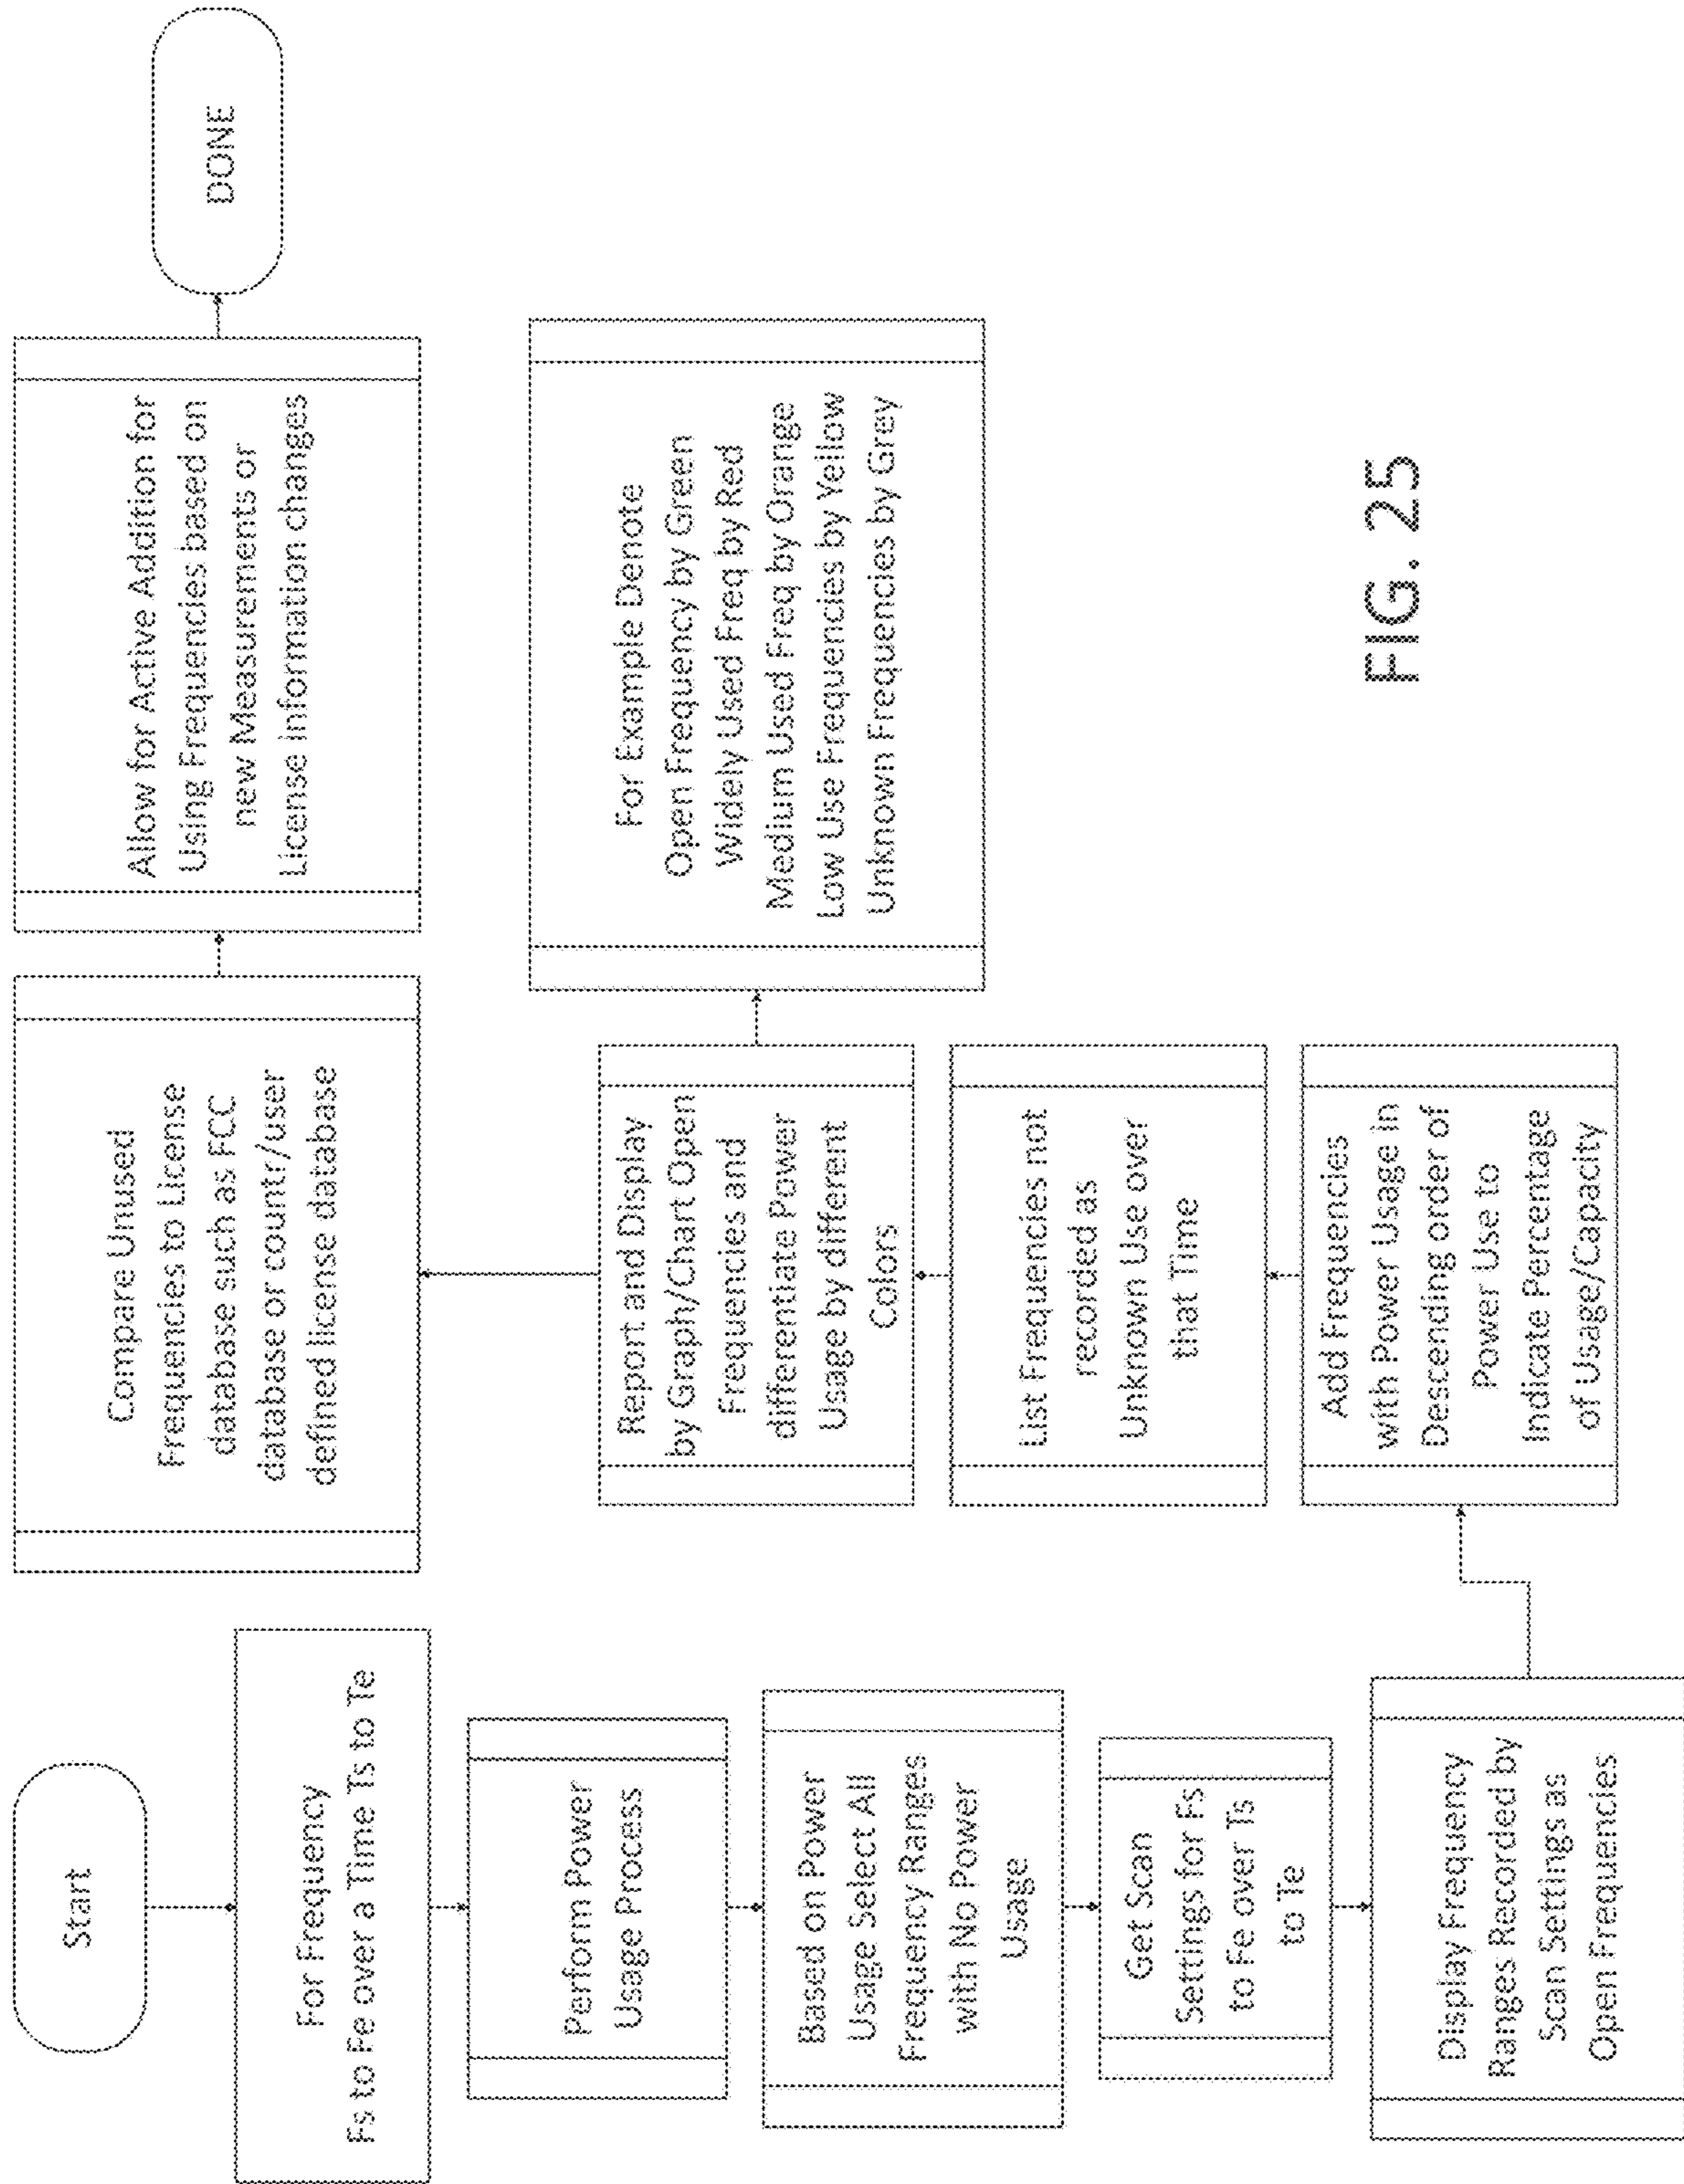 Start
For Frequency
Fs to Fe over a Time Ts to Te
Perform Power
Usage Process
Based on Power
Usage Select All
Frequency Ranges
with No Power
Usage
Get Scan
Settings for Fs
to Fe over Ts
to Te
Display Frequency
Ranges Recorded by
Scan Settings as
Open Frequencies
Add Frequencies
with Power Usage in
Descending order of
Power Use to
Indicate Percentage
of Usage/Capacity
List Frequencies not
recorded as
Unknown Use over
that Time
Report and Display
by Graph/Chart Open
Frequencies and
differentiate Power
Usage by different
Colors
For Example Denote
Open Frequency by Green
Widely Used Freq by Red
Medium Used Freq by Orange
Low Use Frequencies by Yellow
Unknown Frequencies by Grey
Compare Unused
Frequencies to License
database such as FCC
database or countr/user
defined license database
Allow for Active Addition for
Using Frequencies based on
new Measurements or
License Information changes
DONE
FIG. 25